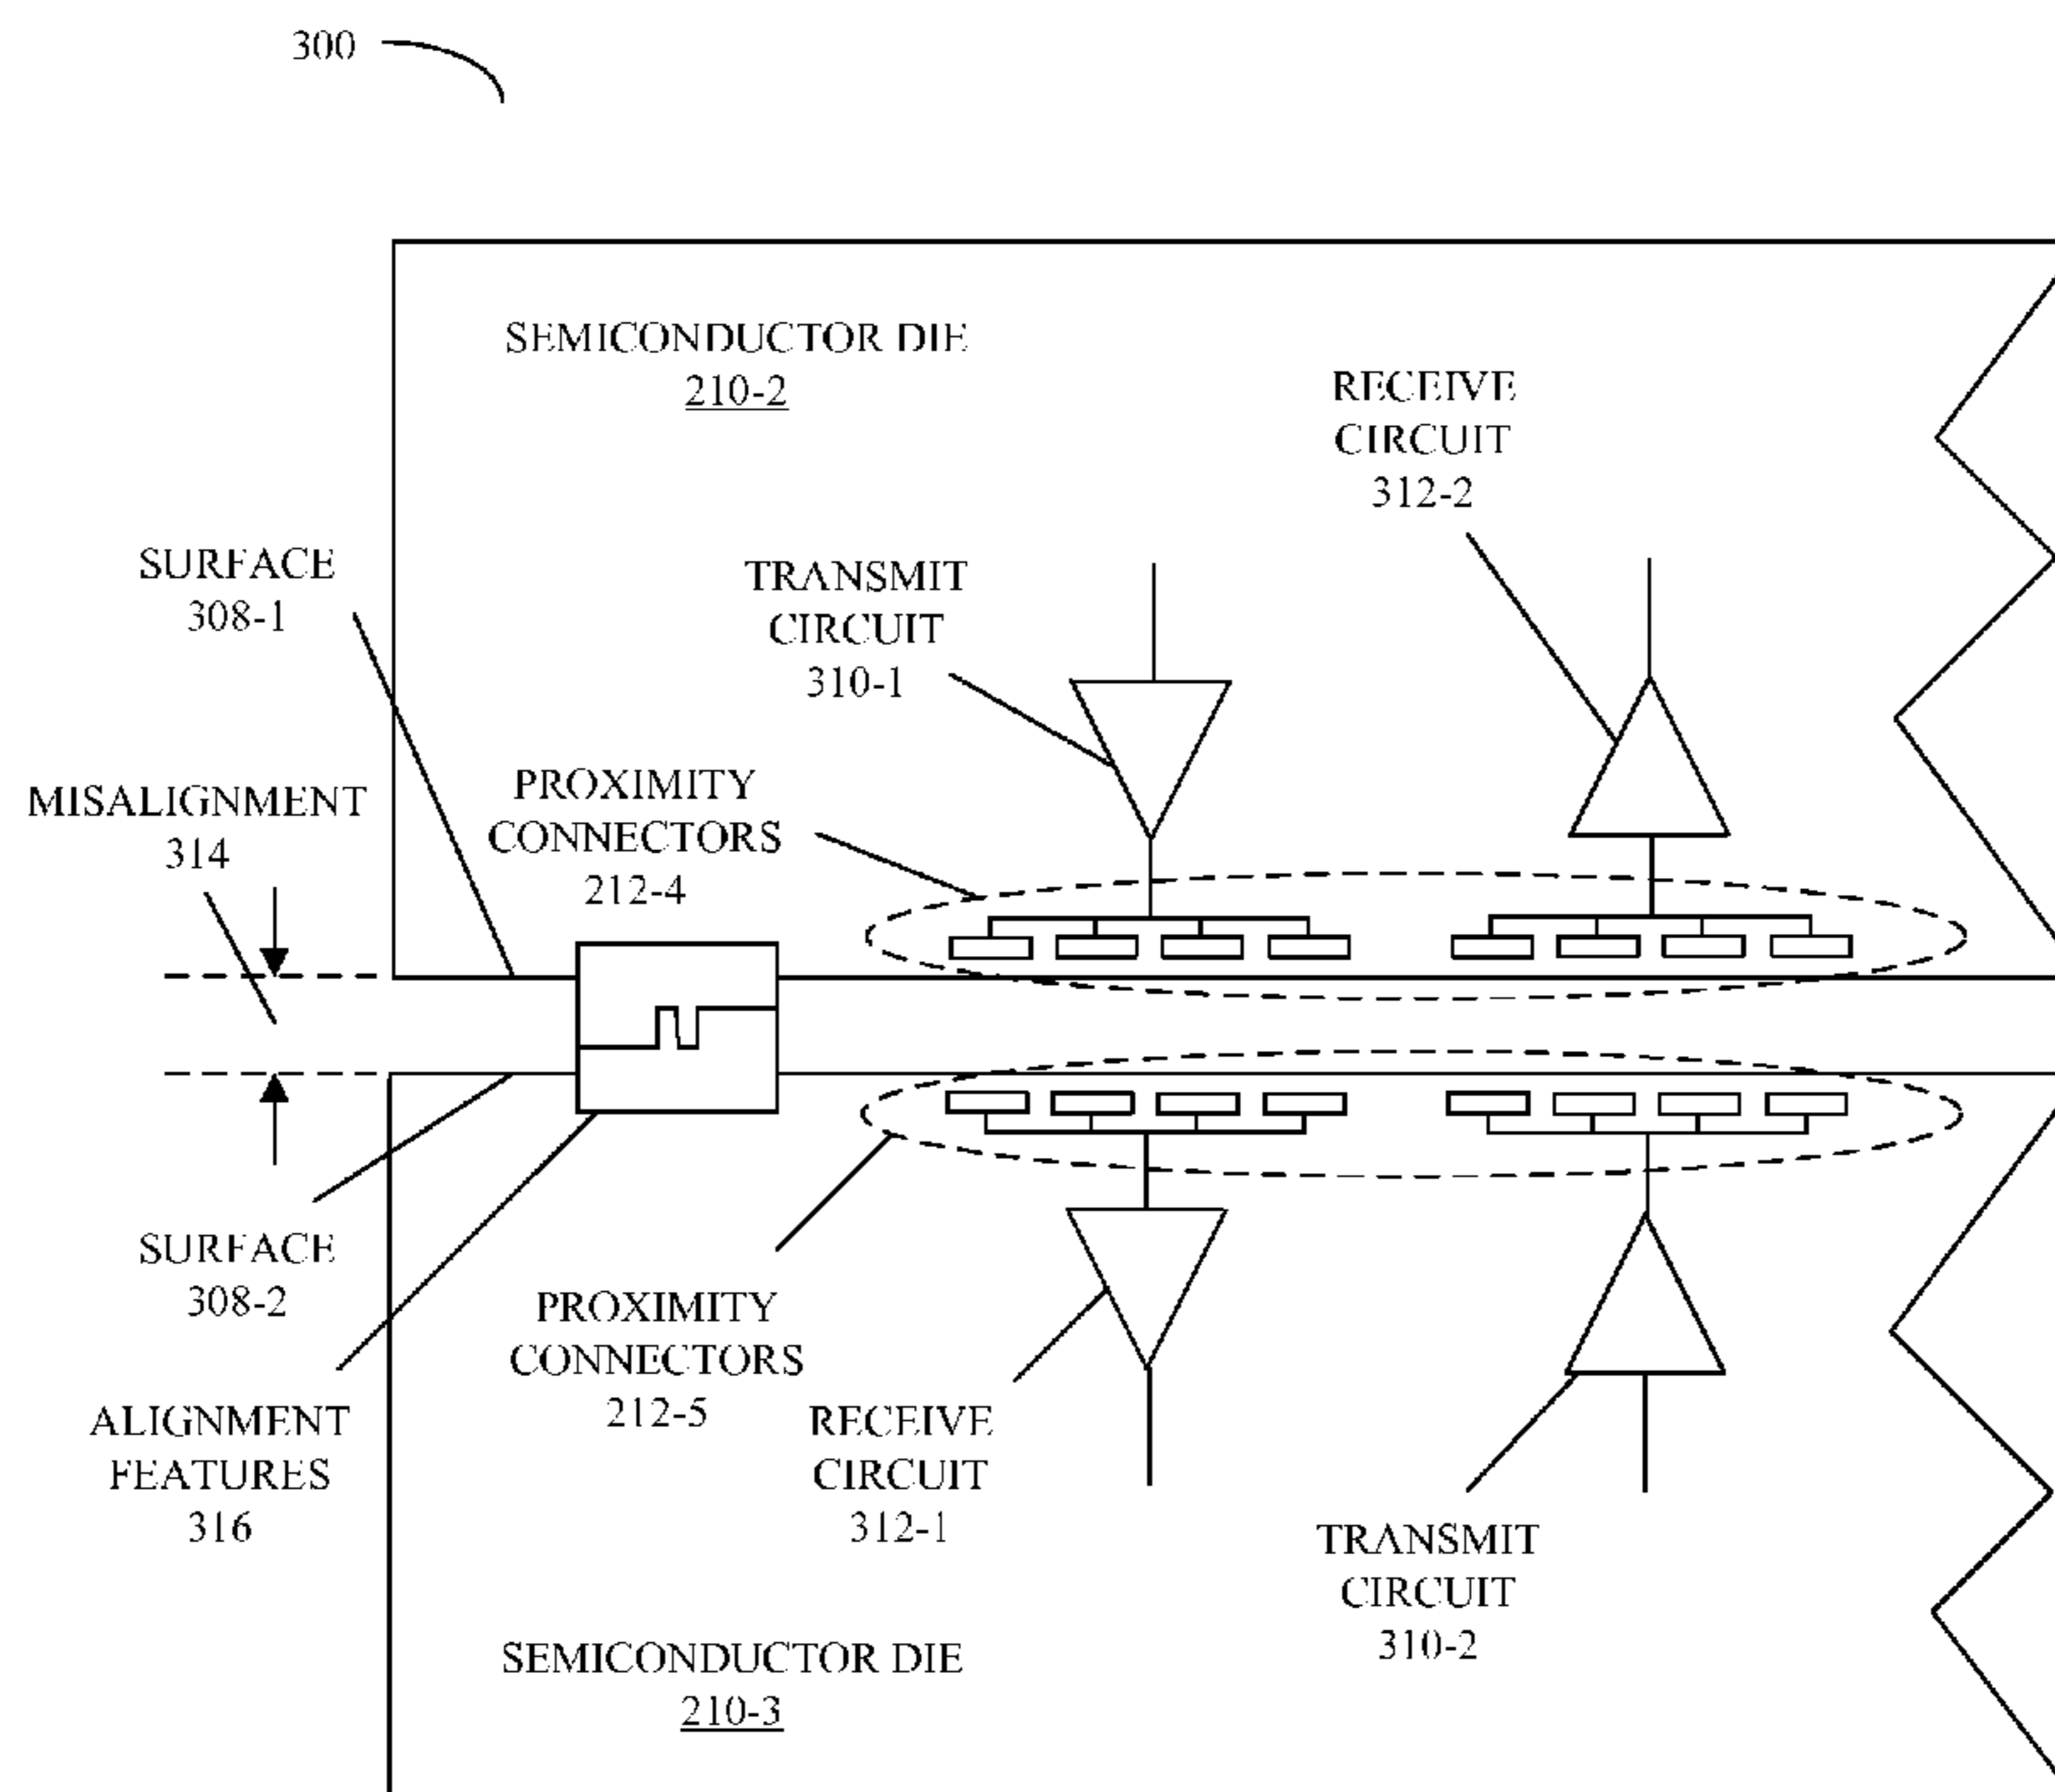 300
SEMICONDUCTOR DIE
210-2
RECEIVE
CIRCUIT
312-2
SURFACE
308-1
TRANSMIT
CIRCUIT
310-1
MISALIGNMENT
314
PROXIMITY
CONNECTORS
212-4
SURFACE
308-2
PROXIMITY
CONNECTORS
212-5
ALIGNMENT
FEATURES
316
RECEIVE
CIRCUIT
312-1
TRANSMIT
CIRCUIT
310-2
SEMICONDUCTOR DIE
210-3